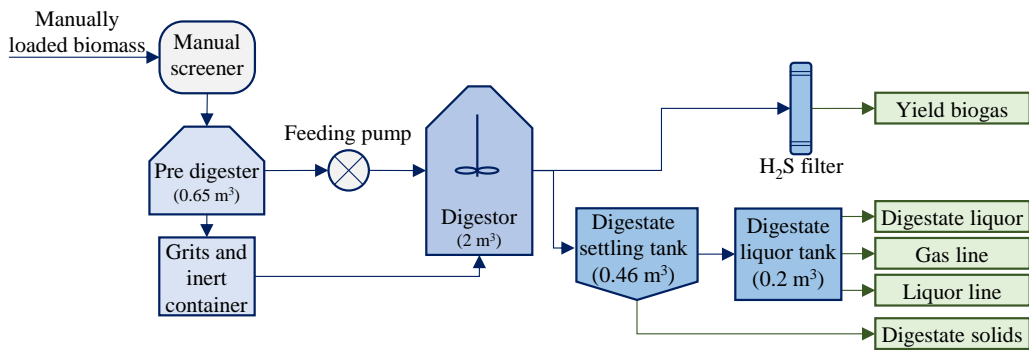 Manually
loaded biomass
Manual
screener
Pre digester
(0.65 m³)
Grits and
inert
container
Feeding pump
Digestor
(2 m³)
H₂S filter
Yield biogas
Digestate
settling tank
(0.46 m³)
Digestate
liquor tank
(0.2 m³)
Digestate liquor
Gas line
Liquor line
Digestate solids